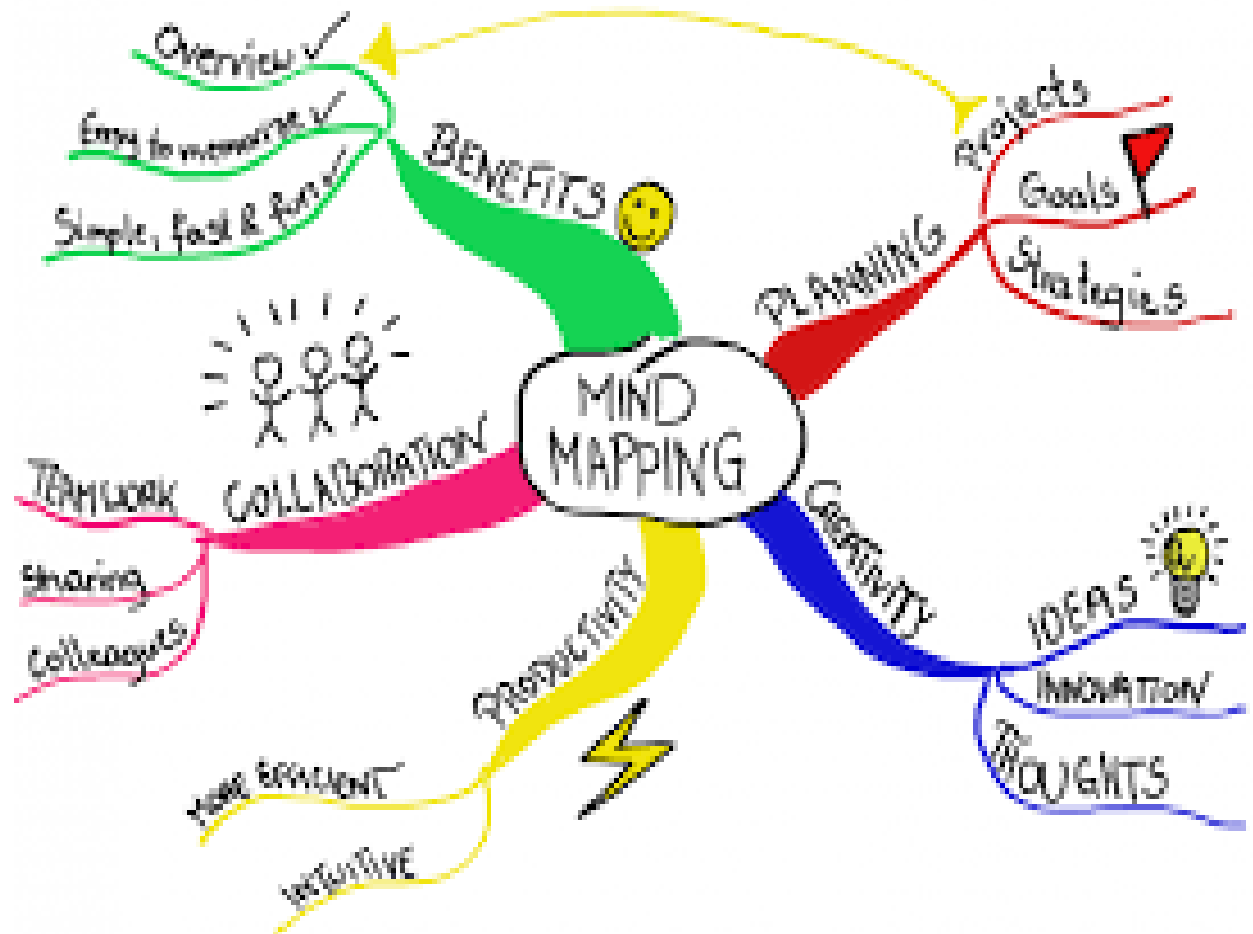 Overview
Easy to memorize
Simple, fast & fun
BENEFITS
Projects
Goals
Strategies
PLANNING
MIND
MAPPING
COLLABORATION
TEAMWORK
Sharing
Colleagues
PRODUCTIVITY
MORE EFFICIENT
INTUITIVE
CREATIVITY
IDEAS
INNOVATION
THOUGHTS